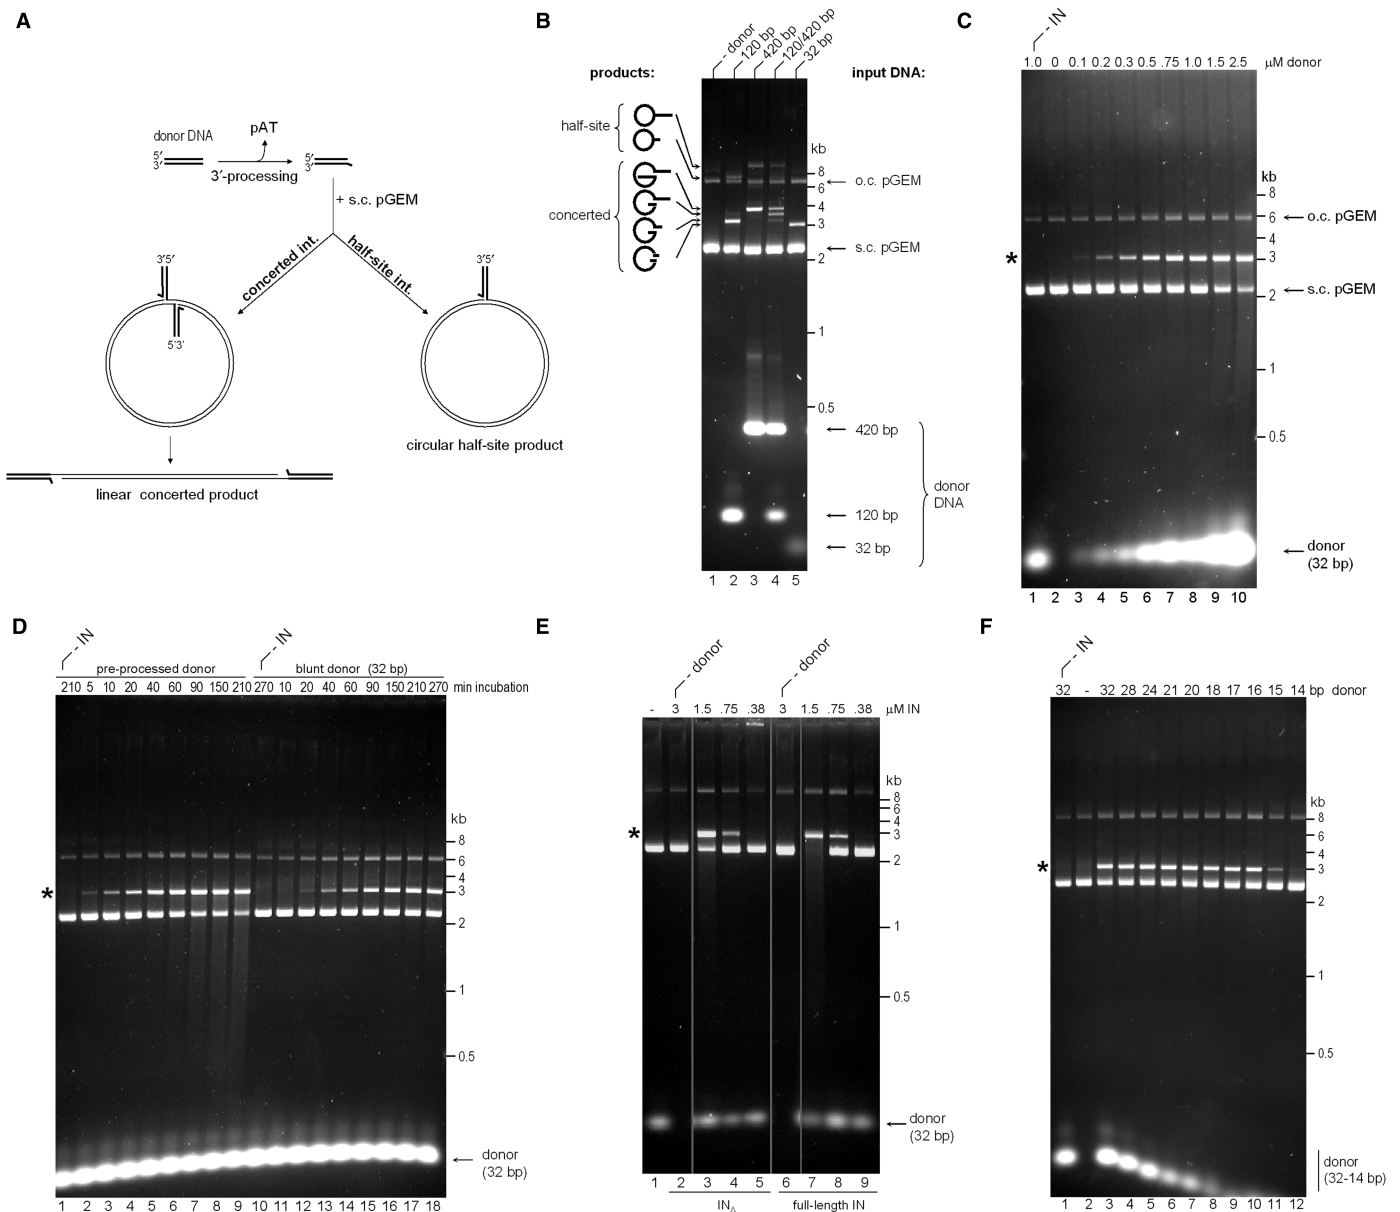 A
donor DNA
5′
3′
pAT
3′-processing
5′
3′
+ s.c. pGEM
concerted int.
half-site int.
3′5′
5′3′
3′5′
circular half-site product
linear concerted product
B
- donor
120 bp
420 bp
120/420 bp
32 bp
products:
input DNA:
half-site
concerted
kb
8
6
4
3
2
1
0.5
o.c. pGEM
s.c. pGEM
420 bp
120 bp
32 bp
donor
DNA
1 2 3 4 5
C
- IN
1.0 0 0.1 0.2 0.3 0.5 .75 1.0 1.5 2.5 μM donor
kb
8
6
4
3
2
1
0.5
o.c. pGEM
*
s.c. pGEM
donor
(32 bp)
1 2 3 4 5 6 7 8 9 10
D
- IN
- IN
pre-processed donor
blunt donor (32 bp)
210 5 10 20 40 60 90 150 210 270 10 20 40 60 90 150 210 270 min incubation
kb
8
6
4
3
2
1
0.5
*
donor
(32 bp)
1 2 3 4 5 6 7 8 9 10 11 12 13 14 15 16 17 18
E
- donor
- donor
- 3 1.5 .75 .38 3 1.5 .75 .38 μM IN
kb
8
6
4
3
2
1
0.5
*
donor
(32 bp)
1 2 3 4 5 6 7 8 9
INΔ
full-length IN
F
- IN
32 - 32 28 24 21 20 18 17 16 15 14 bp donor
kb
8
6
4
3
2
1
0.5
*
donor
(32-14 bp)
1 2 3 4 5 6 7 8 9 10 11 12